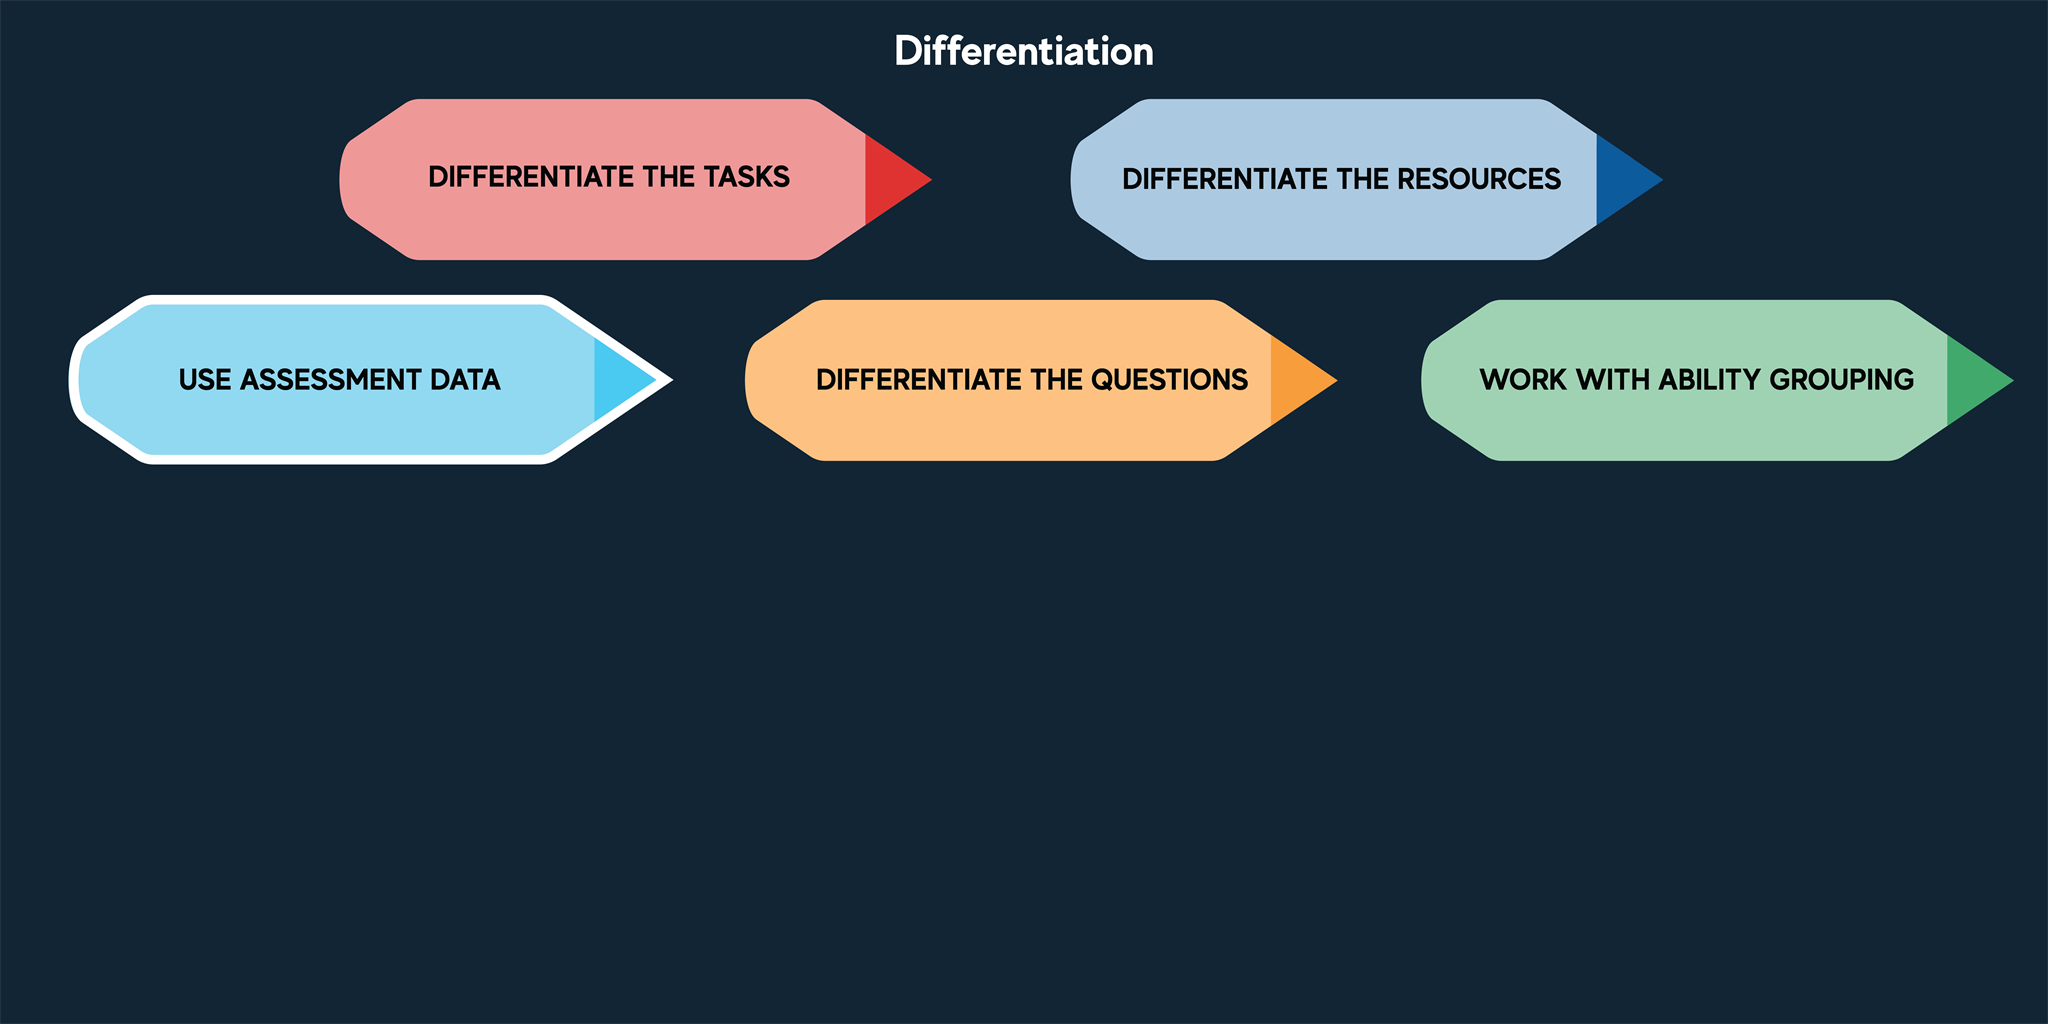 Differentiation
DIFFERENTIATE THE TASKS
DIFFERENTIATE THE RESOURCES
USE ASSESSMENT DATA
DIFFERENTIATE THE QUESTIONS
WORK WITH ABILITY GROUPING